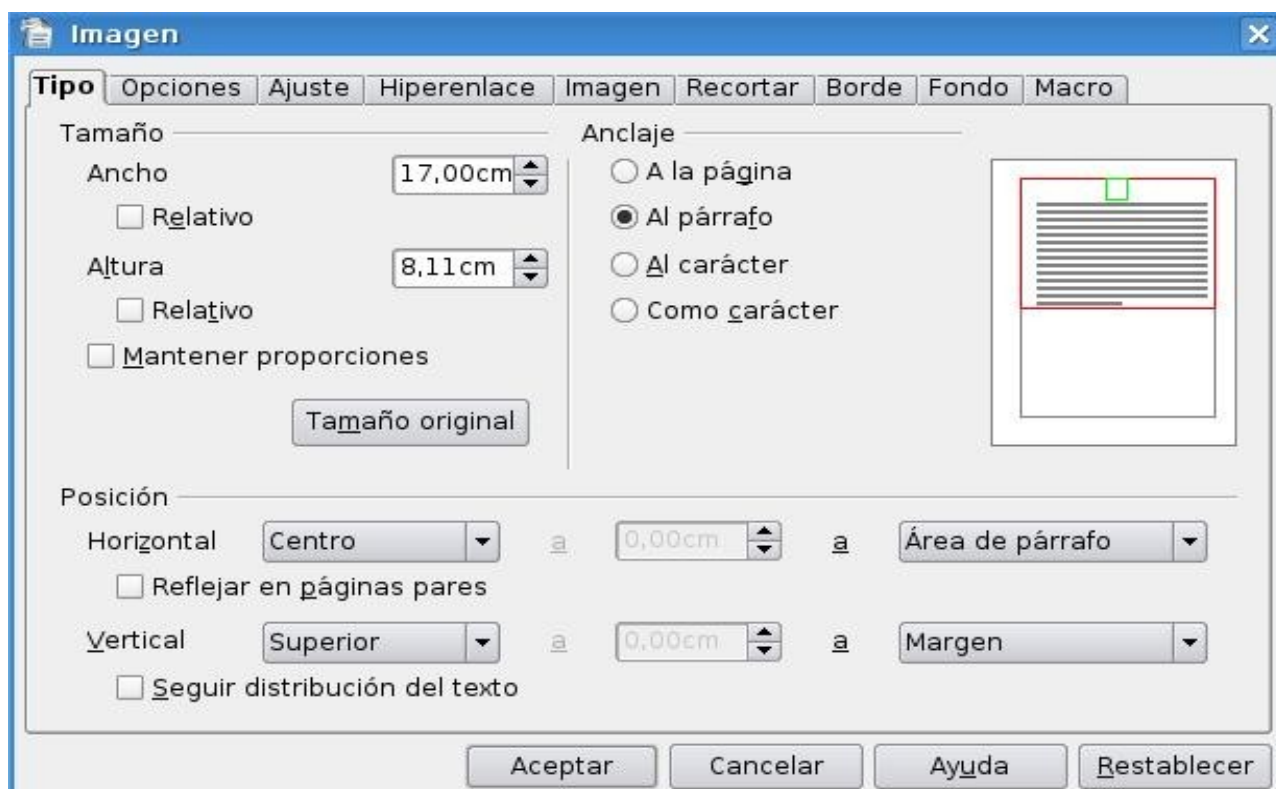 Imagen
Tipo Opciones Ajuste Hiperenlace Imagen Recortar Borde Fondo Macro
Tamaño
Ancho 17,00cm
Relativo
Altura 8,11cm
Relativo
Mantener proporciones
Tamaño original
Anclaje
A la página
Al párrafo
Al carácter
Como carácter
Posición
Horizontal Centro a 0,00cm a Área de párrafo
Reflejar en páginas pares
Vertical Superior a 0,00cm a Margen
Seguir distribución del texto
Aceptar Cancelar Ayuda Restablecer